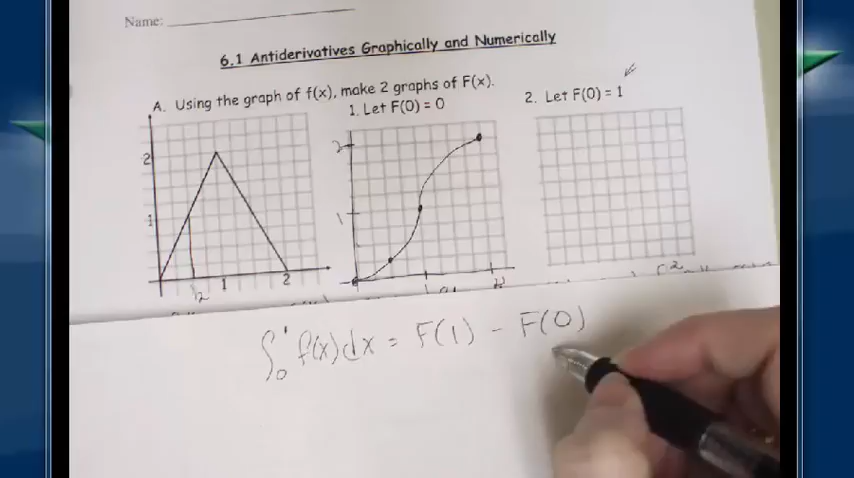 Name:
6.1 Antiderivatives Graphically and Numerically
A. Using the graph of f(x), make 2 graphs of F(x).
1. Let F(0) = 0
2. Let F(0) = 1
2
1
1/2
1
2
2
1
1
2
∫₀¹ f(x)dx = F(1) - F(0)